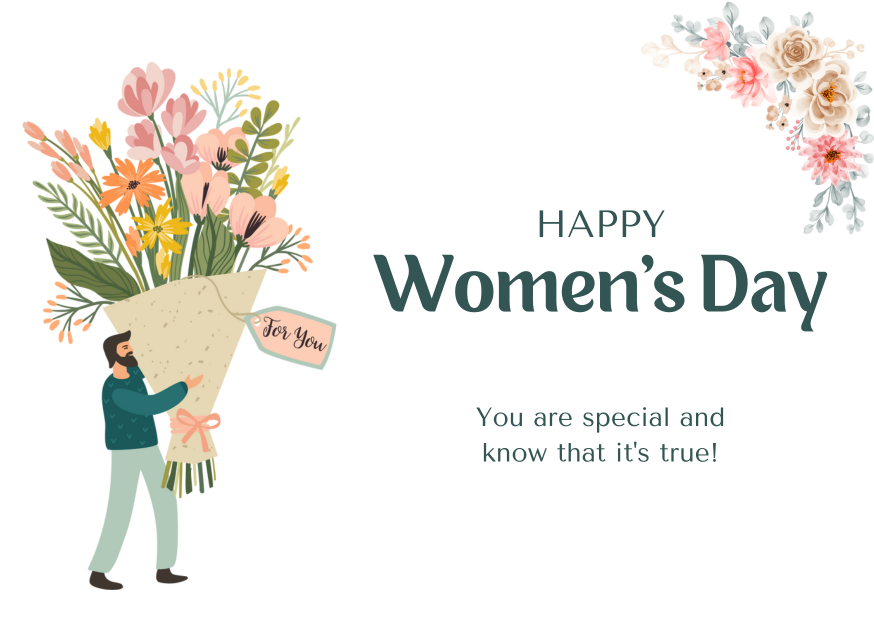 For You
HAPPY
Women’s Day
You are special and
know that it's true!